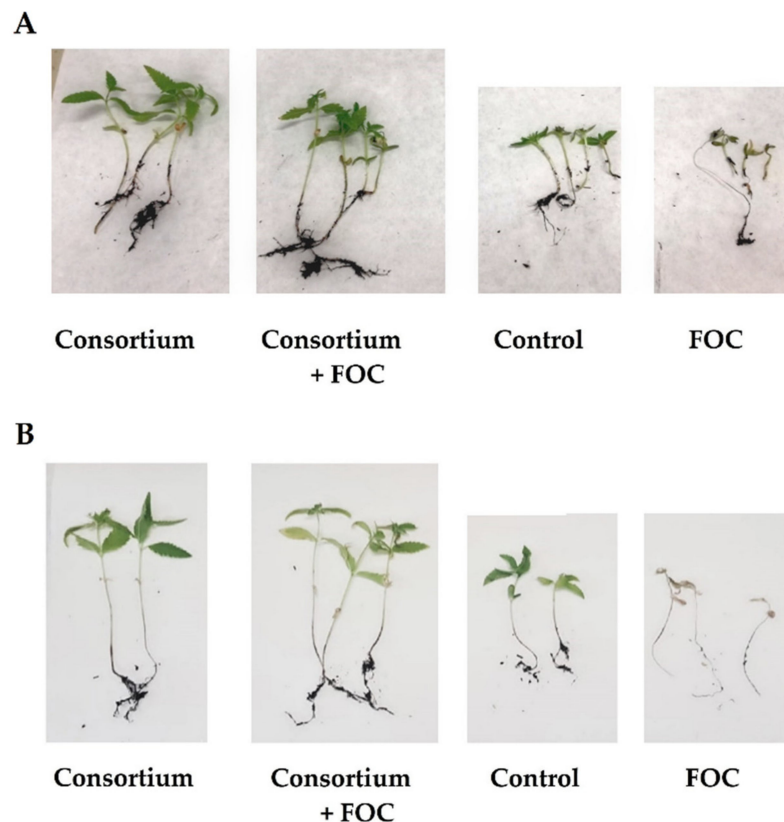 A
Consortium
Consortium
+ FOC
Control
FOC
B
Consortium
Consortium
+ FOC
Control
FOC